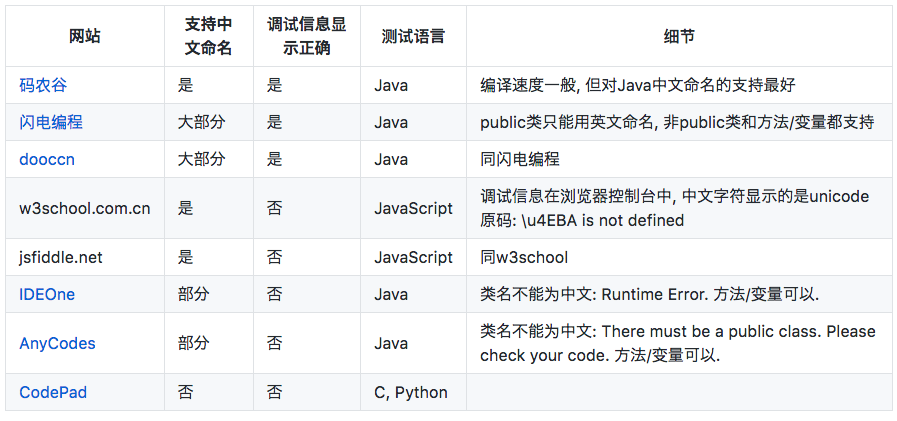 网站 支持中文命名 调试信息显示正确 测试语言 细节
码农谷 是 是 Java 编译速度一般, 但对Java中文命名的支持最好
闪电编程 大部分 是 Java public类只能用英文命名, 非public类和方法/变量都支持
dooccn 大部分 是 Java 同闪电编程
w3school.com.cn 是 否 JavaScript 调试信息在浏览器控制台中, 中文字符显示的是unicode
原码: \u4EBA is not defined
jsfiddle.net 是 否 JavaScript 同w3school
IDEOne 部分 否 Java 类名不能为中文: Runtime Error. 方法/变量可以.
AnyCodes 部分 否 Java 类名不能为中文: There must be a public class. Please
check your code. 方法/变量可以.
CodePad 否 否 C, Python